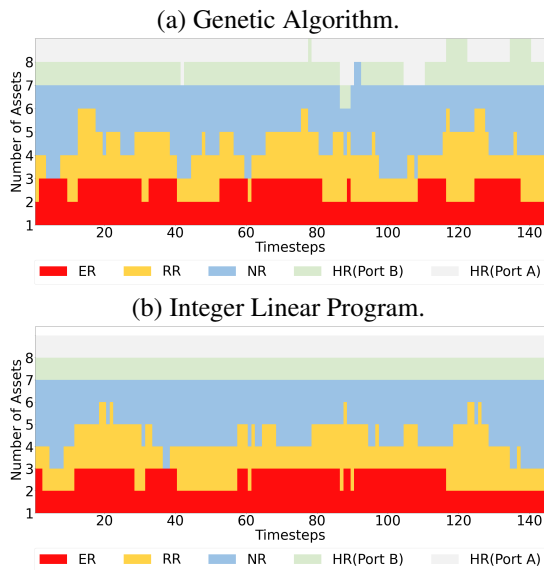 (a) Genetic Algorithm.
8
7
6
5
4
3
2
1
Number of Assets
20 40 60 80 100 120 140
Timesteps
ER RR NR HR(Port B) HR(Port A)
(b) Integer Linear Program.
8
7
6
5
4
3
2
1
Number of Assets
20 40 60 80 100 120 140
Timesteps
ER RR NR HR(Port B) HR(Port A)